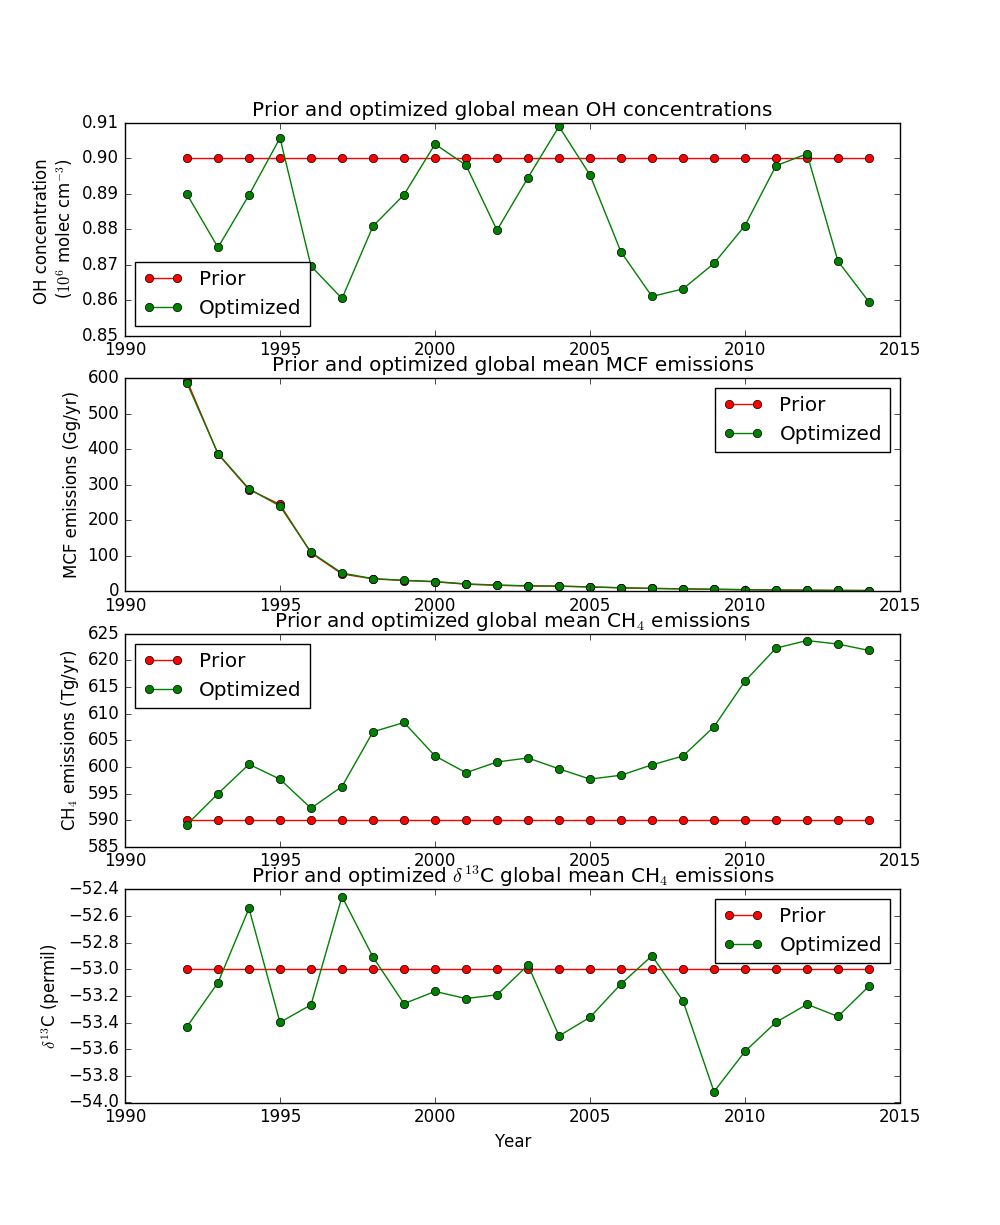 Prior and optimized global mean OH concentrations
OH concentration
(10⁶ molec cm⁻³)
0.91
0.90
0.89
0.88
0.87
0.86
0.85
Prior
Optimized
1990 1995 2000 2005 2010 2015
Prior and optimized global mean MCF emissions
MCF emissions (Gg/yr)
600
500
400
300
200
100
0
Prior
Optimized
1990 1995 2000 2005 2010 2015
Prior and optimized global mean CH₄ emissions
CH₄ emissions (Tg/yr)
625
620
615
610
605
600
595
590
585
Prior
Optimized
1990 1995 2000 2005 2010 2015
Prior and optimized δ¹³C global mean CH₄ emissions
δ¹³C (permil)
−52.4
−52.6
−52.8
−53.0
−53.2
−53.4
−53.6
−53.8
−54.0
Prior
Optimized
1990 1995 2000 2005 2010 2015
Year